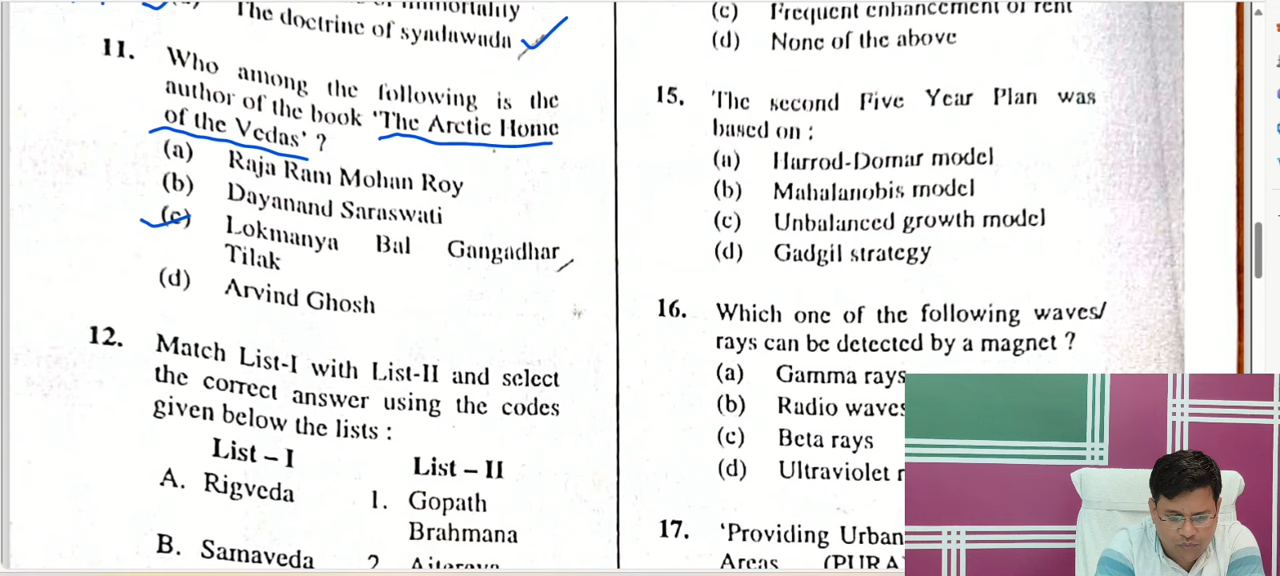 The doctrine of syadawada
11. Who among the following is the
author of the book 'The Arctic Home
of the Vedas' ?
(a) Raja Ram Mohan Roy
(b) Dayanand Saraswati
(c) Lokmanya Bal Gangadhar
Tilak
(d) Arvind Ghosh
12. Match List-I with List-II and select
the correct answer using the codes
given below the lists :
List – I List – II
A. Rigveda 1. Gopath
Brahmana
B. Samaveda 2
(c) Frequent enhancement of rent
(d) None of the above
15. The second Five Year Plan was
based on :
(a) Harrod-Domar model
(b) Mahalanobis model
(c) Unbalanced growth model
(d) Gadgil strategy
16. Which one of the following waves/
rays can be detected by a magnet ?
(a) Gamma rays
(b) Radio waves
(c) Beta rays
(d) Ultraviolet
17. 'Providing Urban
Areas (PURA